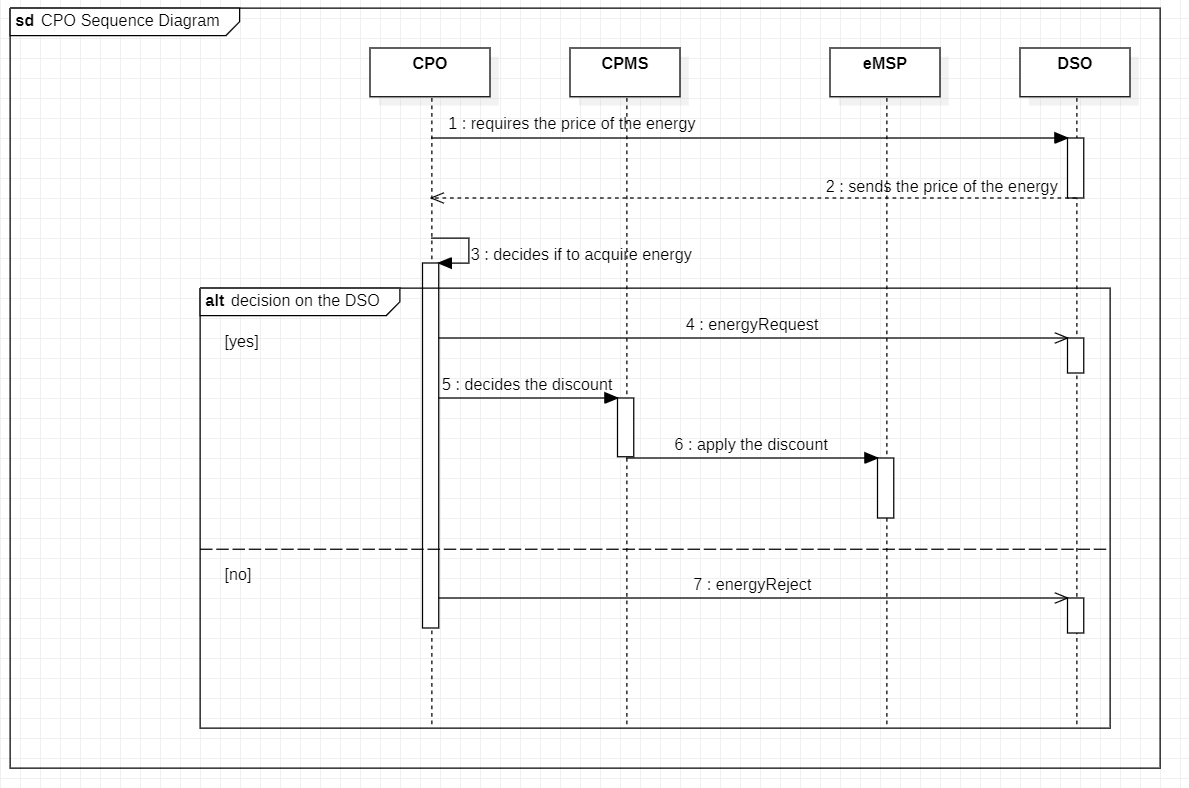 sd CPO Sequence Diagram
CPO
CPMS
eMSP
DSO
1 : requires the price of the energy
2 : sends the price of the energy
3 : decides if to acquire energy
alt decision on the DSO
4 : energyRequest
[yes]
5 : decides the discount
6 : apply the discount
[no]
7 : energyReject